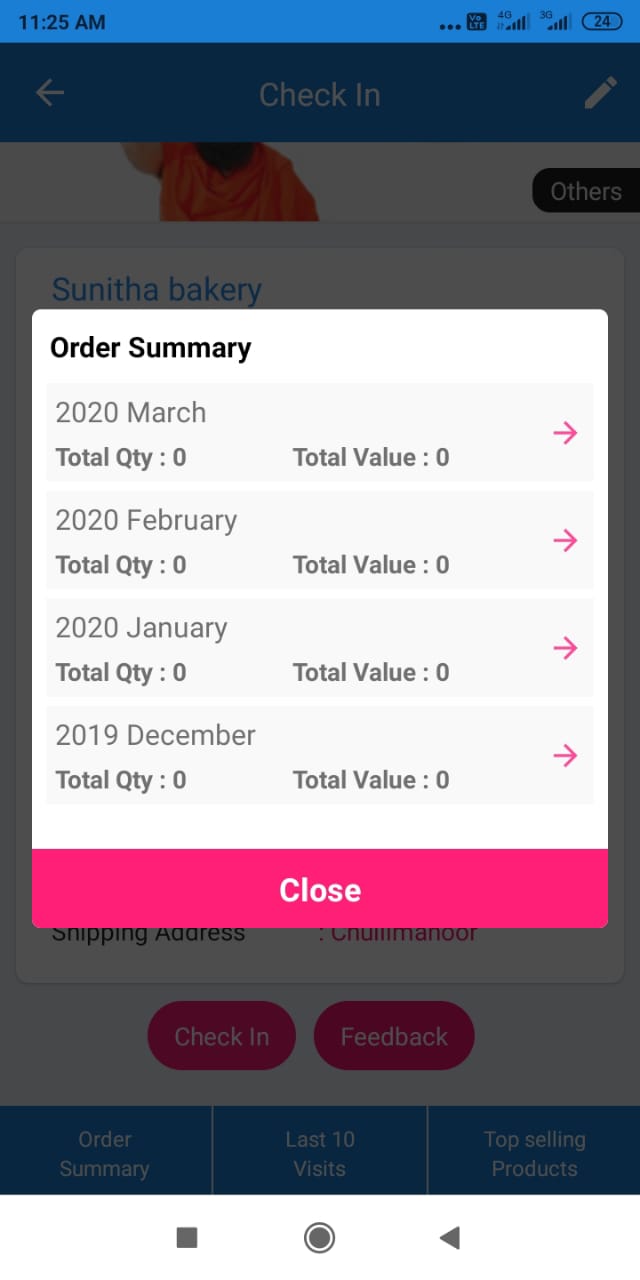 11:25 AM
Vo LTE 4G 3G 24
Check In
Others
Sunitha bakery
Order Summary
2020 March
Total Qty : 0 Total Value : 0
2020 February
Total Qty : 0 Total Value : 0
2020 January
Total Qty : 0 Total Value : 0
2019 December
Total Qty : 0 Total Value : 0
Close
Shipping Address : Chullimanoor
Check In Feedback
Order Summary
Last 10 Visits
Top selling Products